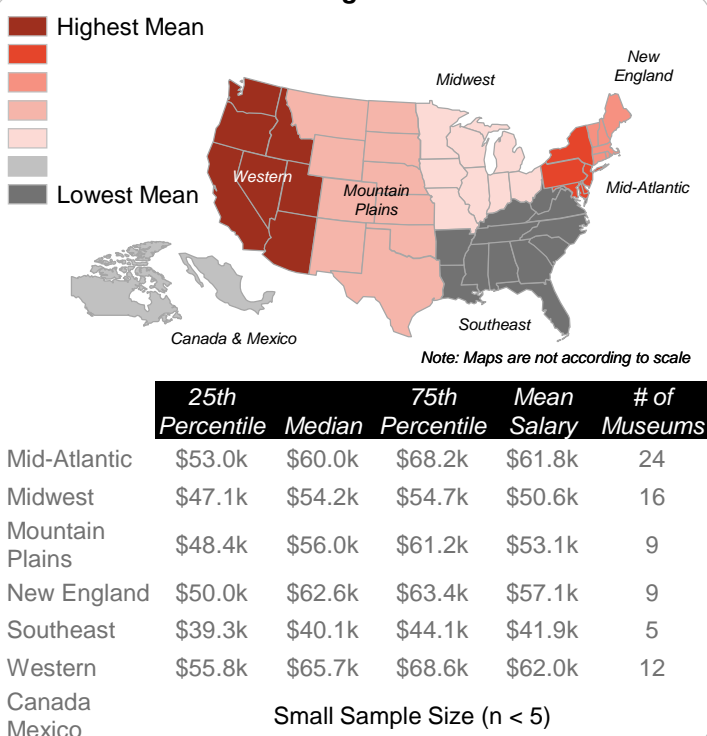 Highest Mean
Lowest Mean
New
England
Midwest
Western
Mountain
Plains
Mid-Atlantic
Canada & Mexico
Southeast
Note: Maps are not according to scale
25th Percentile Median 75th Percentile Mean Salary # of Museums
Mid-Atlantic $53.0k $60.0k $68.2k $61.8k 24
Midwest $47.1k $54.2k $54.7k $50.6k 16
Mountain Plains $48.4k $56.0k $61.2k $53.1k 9
New England $50.0k $62.6k $63.4k $57.1k 9
Southeast $39.3k $40.1k $44.1k $41.9k 5
Western $55.8k $65.7k $68.6k $62.0k 12
Canada Mexico Small Sample Size (n < 5)